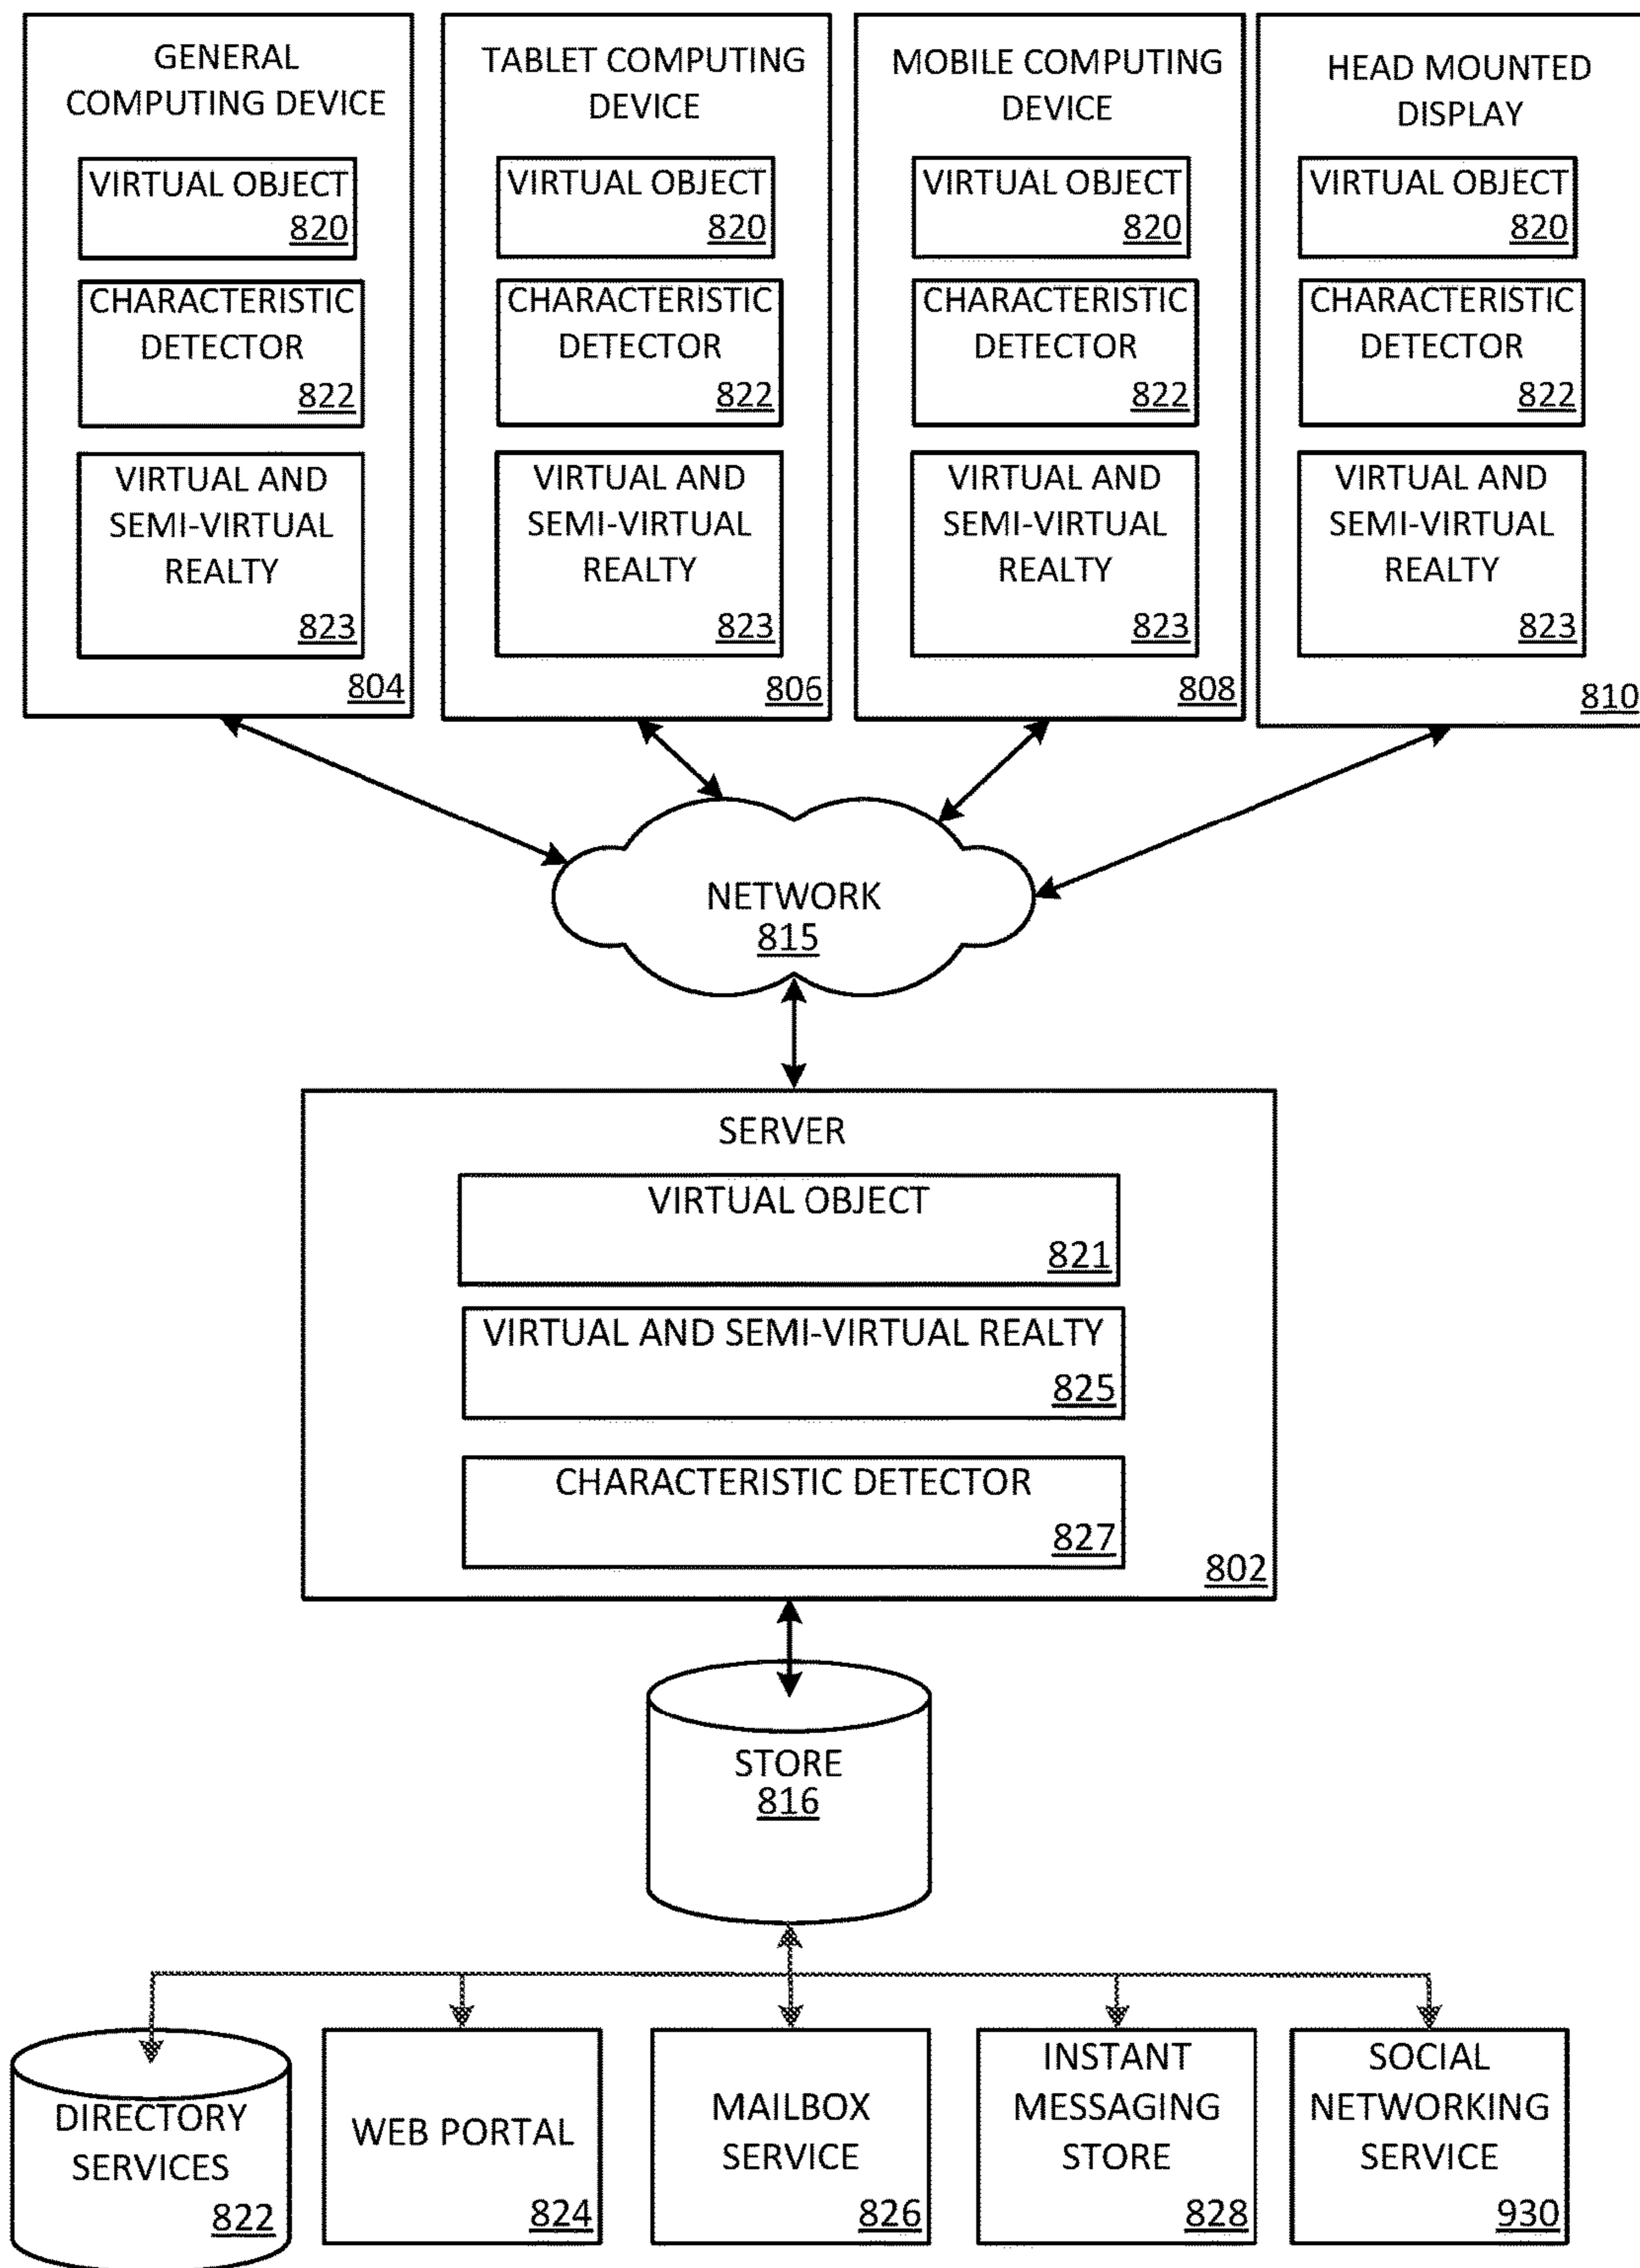 GENERAL
COMPUTING DEVICE
VIRTUAL OBJECT
820
CHARACTERISTIC
DETECTOR
822
VIRTUAL AND
SEMI-VIRTUAL
REALTY
823
804
TABLET COMPUTING
DEVICE
VIRTUAL OBJECT
820
CHARACTERISTIC
DETECTOR
822
VIRTUAL AND
SEMI-VIRTUAL
REALTY
823
806
MOBILE COMPUTING
DEVICE
VIRTUAL OBJECT
820
CHARACTERISTIC
DETECTOR
822
VIRTUAL AND
SEMI-VIRTUAL
REALTY
823
808
HEAD MOUNTED
DISPLAY
VIRTUAL OBJECT
820
CHARACTERISTIC
DETECTOR
822
VIRTUAL AND
SEMI-VIRTUAL
REALTY
823
810
NETWORK
815
SERVER
VIRTUAL OBJECT
821
VIRTUAL AND SEMI-VIRTUAL REALTY
825
CHARACTERISTIC DETECTOR
827
802
STORE
816
DIRECTORY
SERVICES
822
WEB PORTAL
824
MAILBOX
SERVICE
826
INSTANT
MESSAGING
STORE
828
SOCIAL
NETWORKING
SERVICE
930